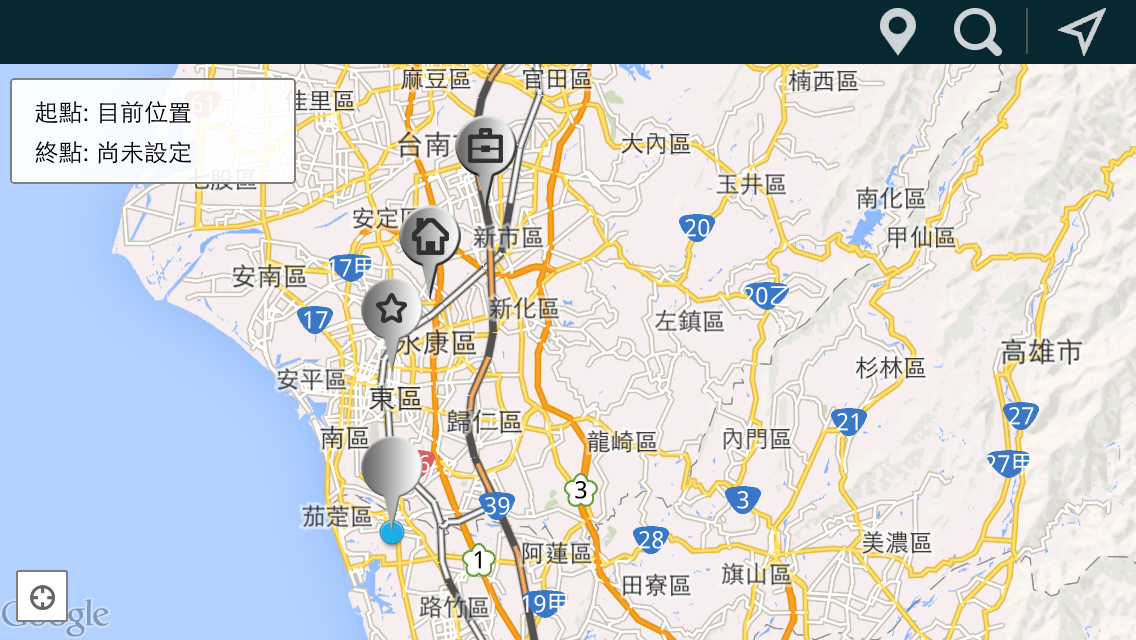 起點: 目前位置
終點: 尚未設定
麻豆區
官田區
楠西區
61
佳里區
台南
大內區
七股區
玉井區
南化區
安定區
20
新市區
甲仙區
17甲
安南區
20乙
17
新化區
左鎮區
永康區
高雄市
安平區
杉林區
東區
27
歸仁區
21
南區
龍崎區
內門區
27甲
3
3
39
茄萣區
28
1
阿蓮區
美濃區
旗山區
田寮區
19甲
路竹區
Google